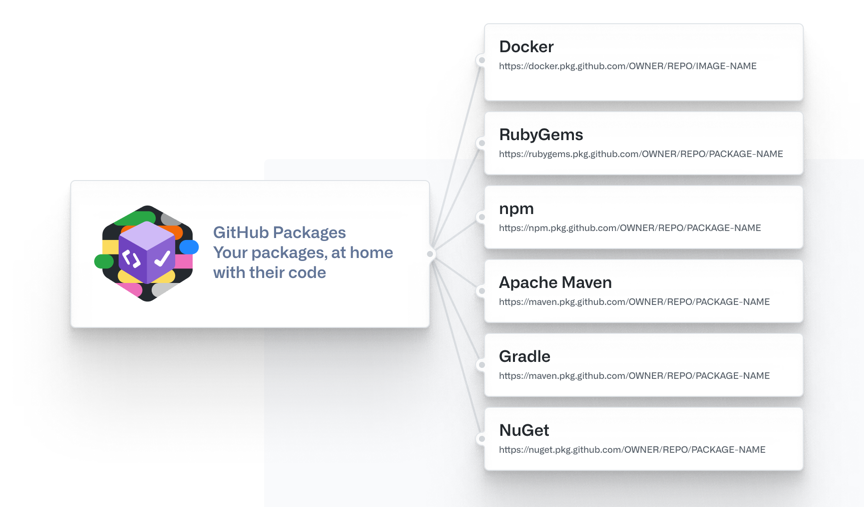 GitHub Packages
Your packages, at home
with their code
Docker
https://docker.pkg.github.com/OWNER/REPO/IMAGE-NAME
RubyGems
https://rubygems.pkg.github.com/OWNER/REPO/PACKAGE-NAME
npm
https://npm.pkg.github.com/OWNER/REPO/PACKAGE-NAME
Apache Maven
https://maven.pkg.github.com/OWNER/REPO/PACKAGE-NAME
Gradle
https://maven.pkg.github.com/OWNER/REPO/PACKAGE-NAME
NuGet
https://nuget.pkg.github.com/OWNER/REPO/PACKAGE-NAME